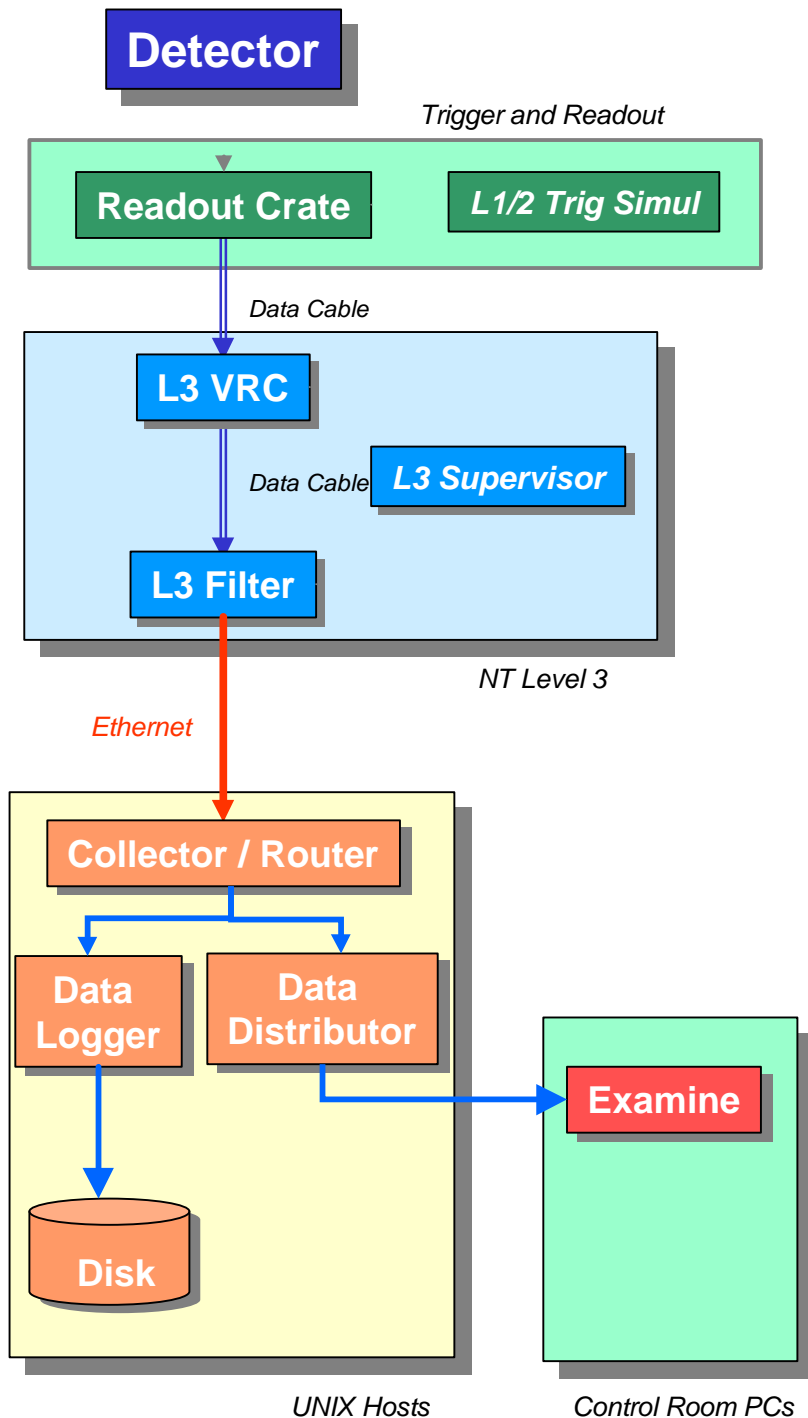 Detector
Trigger and Readout
Readout Crate
L1/2 Trig Simul
Data Cable
L3 VRC
Data Cable
L3 Supervisor
L3 Filter
NT Level 3
Ethernet
Collector / Router
Data
Logger
Data
Distributor
Examine
Disk
UNIX Hosts
Control Room PCs